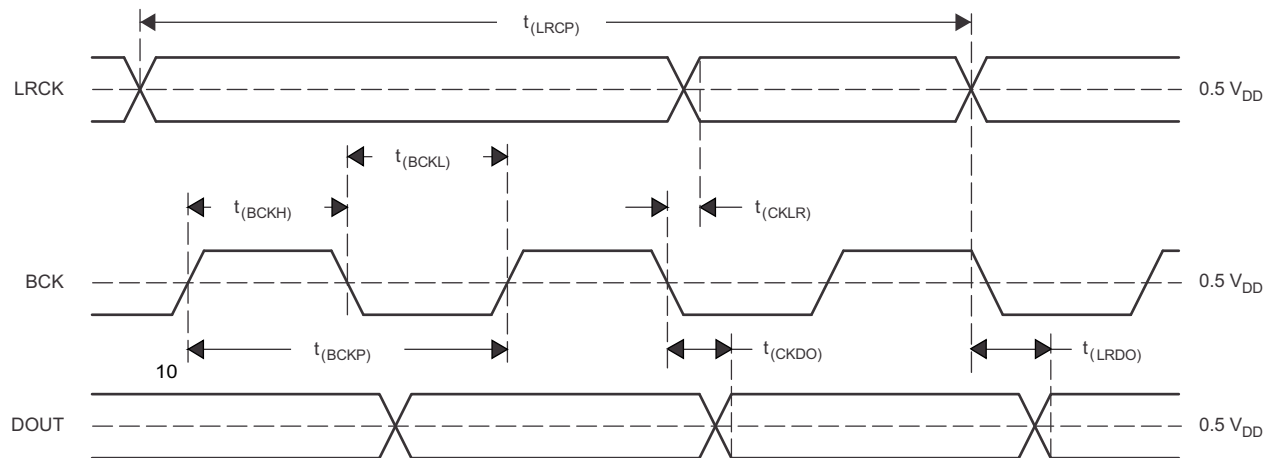 t(LRCP)
LRCK
0.5 VDD
t(BCKL)
t(BCKH)
t(CKLR)
BCK
0.5 VDD
t(BCKP)
t(CKDO)
t(LRDO)
10
DOUT
0.5 VDD